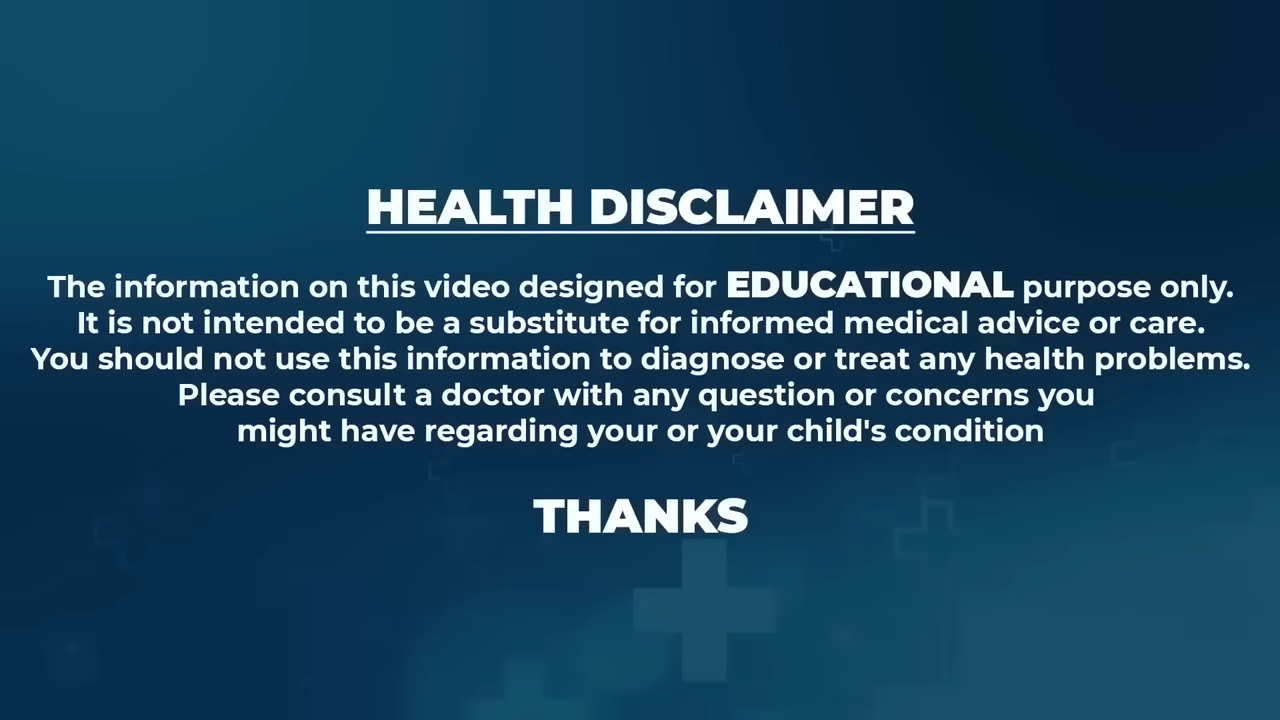 HEALTH DISCLAIMER
The information on this video designed for EDUCATIONAL purpose only.
It is not intended to be a substitute for informed medical advice or care.
You should not use this information to diagnose or treat any health problems.
Please consult a doctor with any question or concerns you
might have regarding your or your child's condition
THANKS